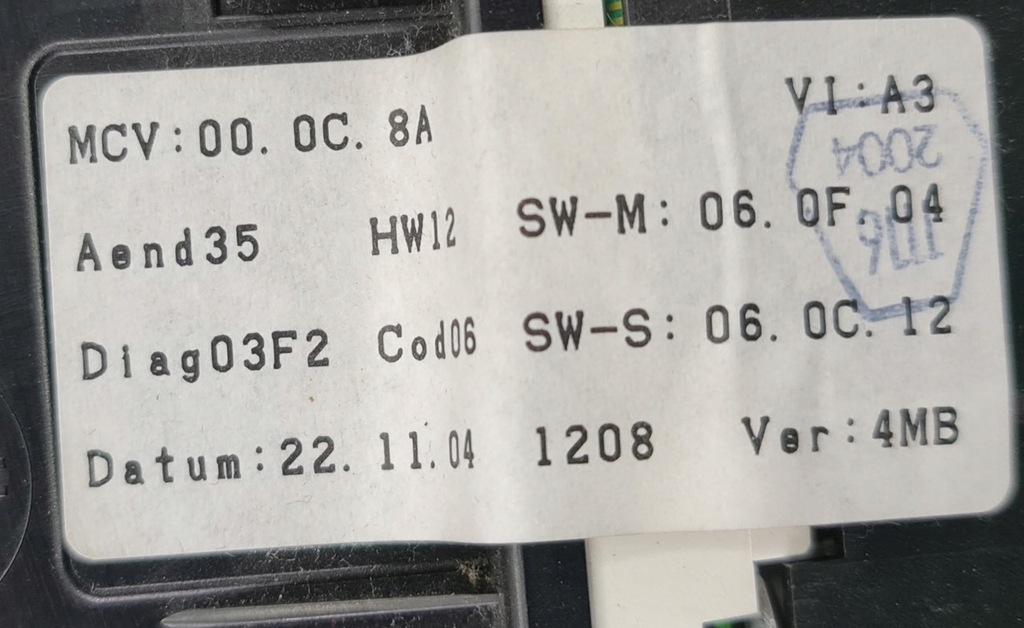 MCV:00. 0C. 8A VI:A3
Aend35 HW12 SW-M: 06. 0F. 04
Diag03F2 Cod06 SW-S: 06. 0C. 12
Datum:22. 11. 04 1208 Ver:4MB
2004